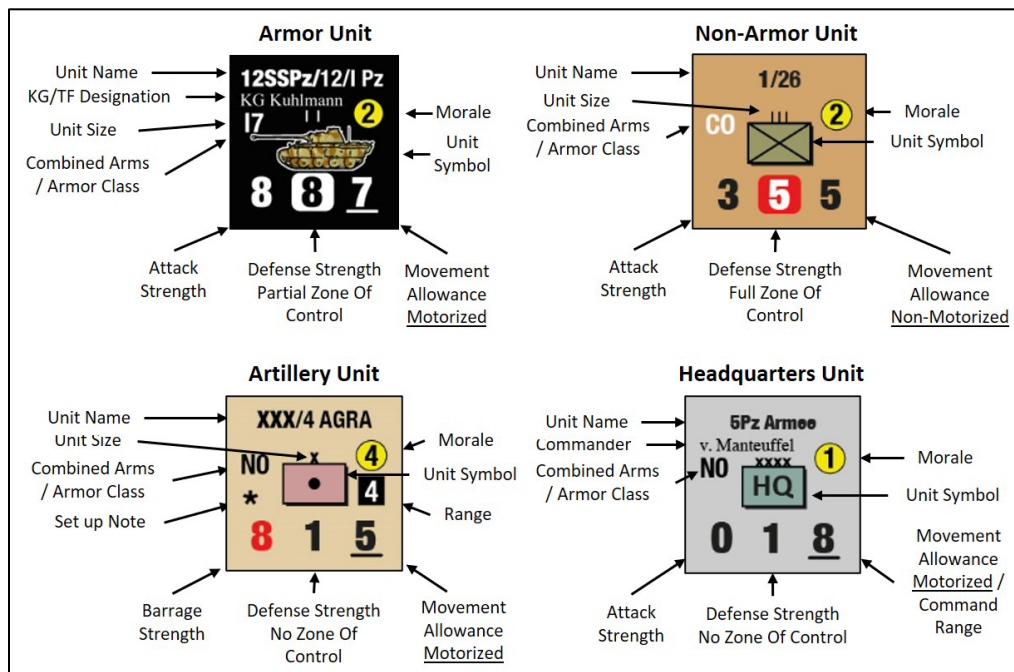 Armor Unit
Unit Name
KG/TF Designation
Unit Size
Combined Arms
/ Armor Class
12SSPz/12/I Pz
KG Kuhlmann
I7
2
8 8 7
Morale
Unit
Symbol
Attack
Strength
Defense Strength
Partial Zone Of
Control
Movement
Allowance
Motorized
Non-Armor Unit
Unit Name
Unit Size
Combined Arms
/ Armor Class
1/26
CO
2
3 5 5
Morale
Unit Symbol
Attack
Strength
Defense Strength
Full Zone Of
Control
Movement
Allowance
Non-Motorized
Artillery Unit
Unit Name
Unit Size
Combined Arms
/ Armor Class
Set up Note
XXX/4 AGRA
x
NO
4
*
4
8 1 5
Morale
Unit Symbol
Range
Barrage
Strength
Defense Strength
No Zone Of
Control
Movement
Allowance
Motorized
Headquarters Unit
Unit Name
Commander
Combined Arms
/ Armor Class
5Pz Armee
v. Manteuffel
xxxx
NO
HQ
1
0 1 8
Morale
Unit Symbol
Movement
Allowance
Motorized /
Command
Range
Attack
Strength
Defense Strength
No Zone Of Control